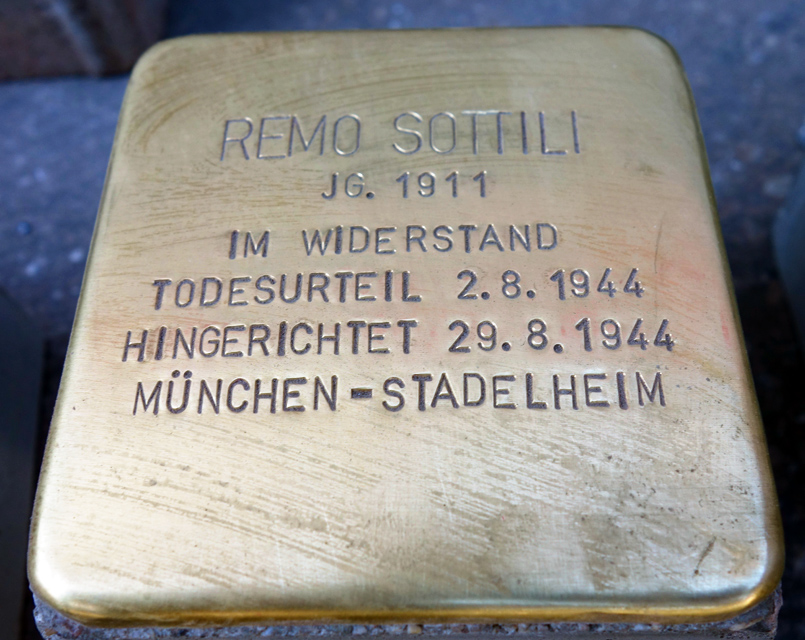 REMO SOTTILI
JG. 1911
IM WIDERSTAND
TODESURTEIL 2.8.1944
HINGERICHTET 29.8.1944
MÜNCHEN-STADELHEIM